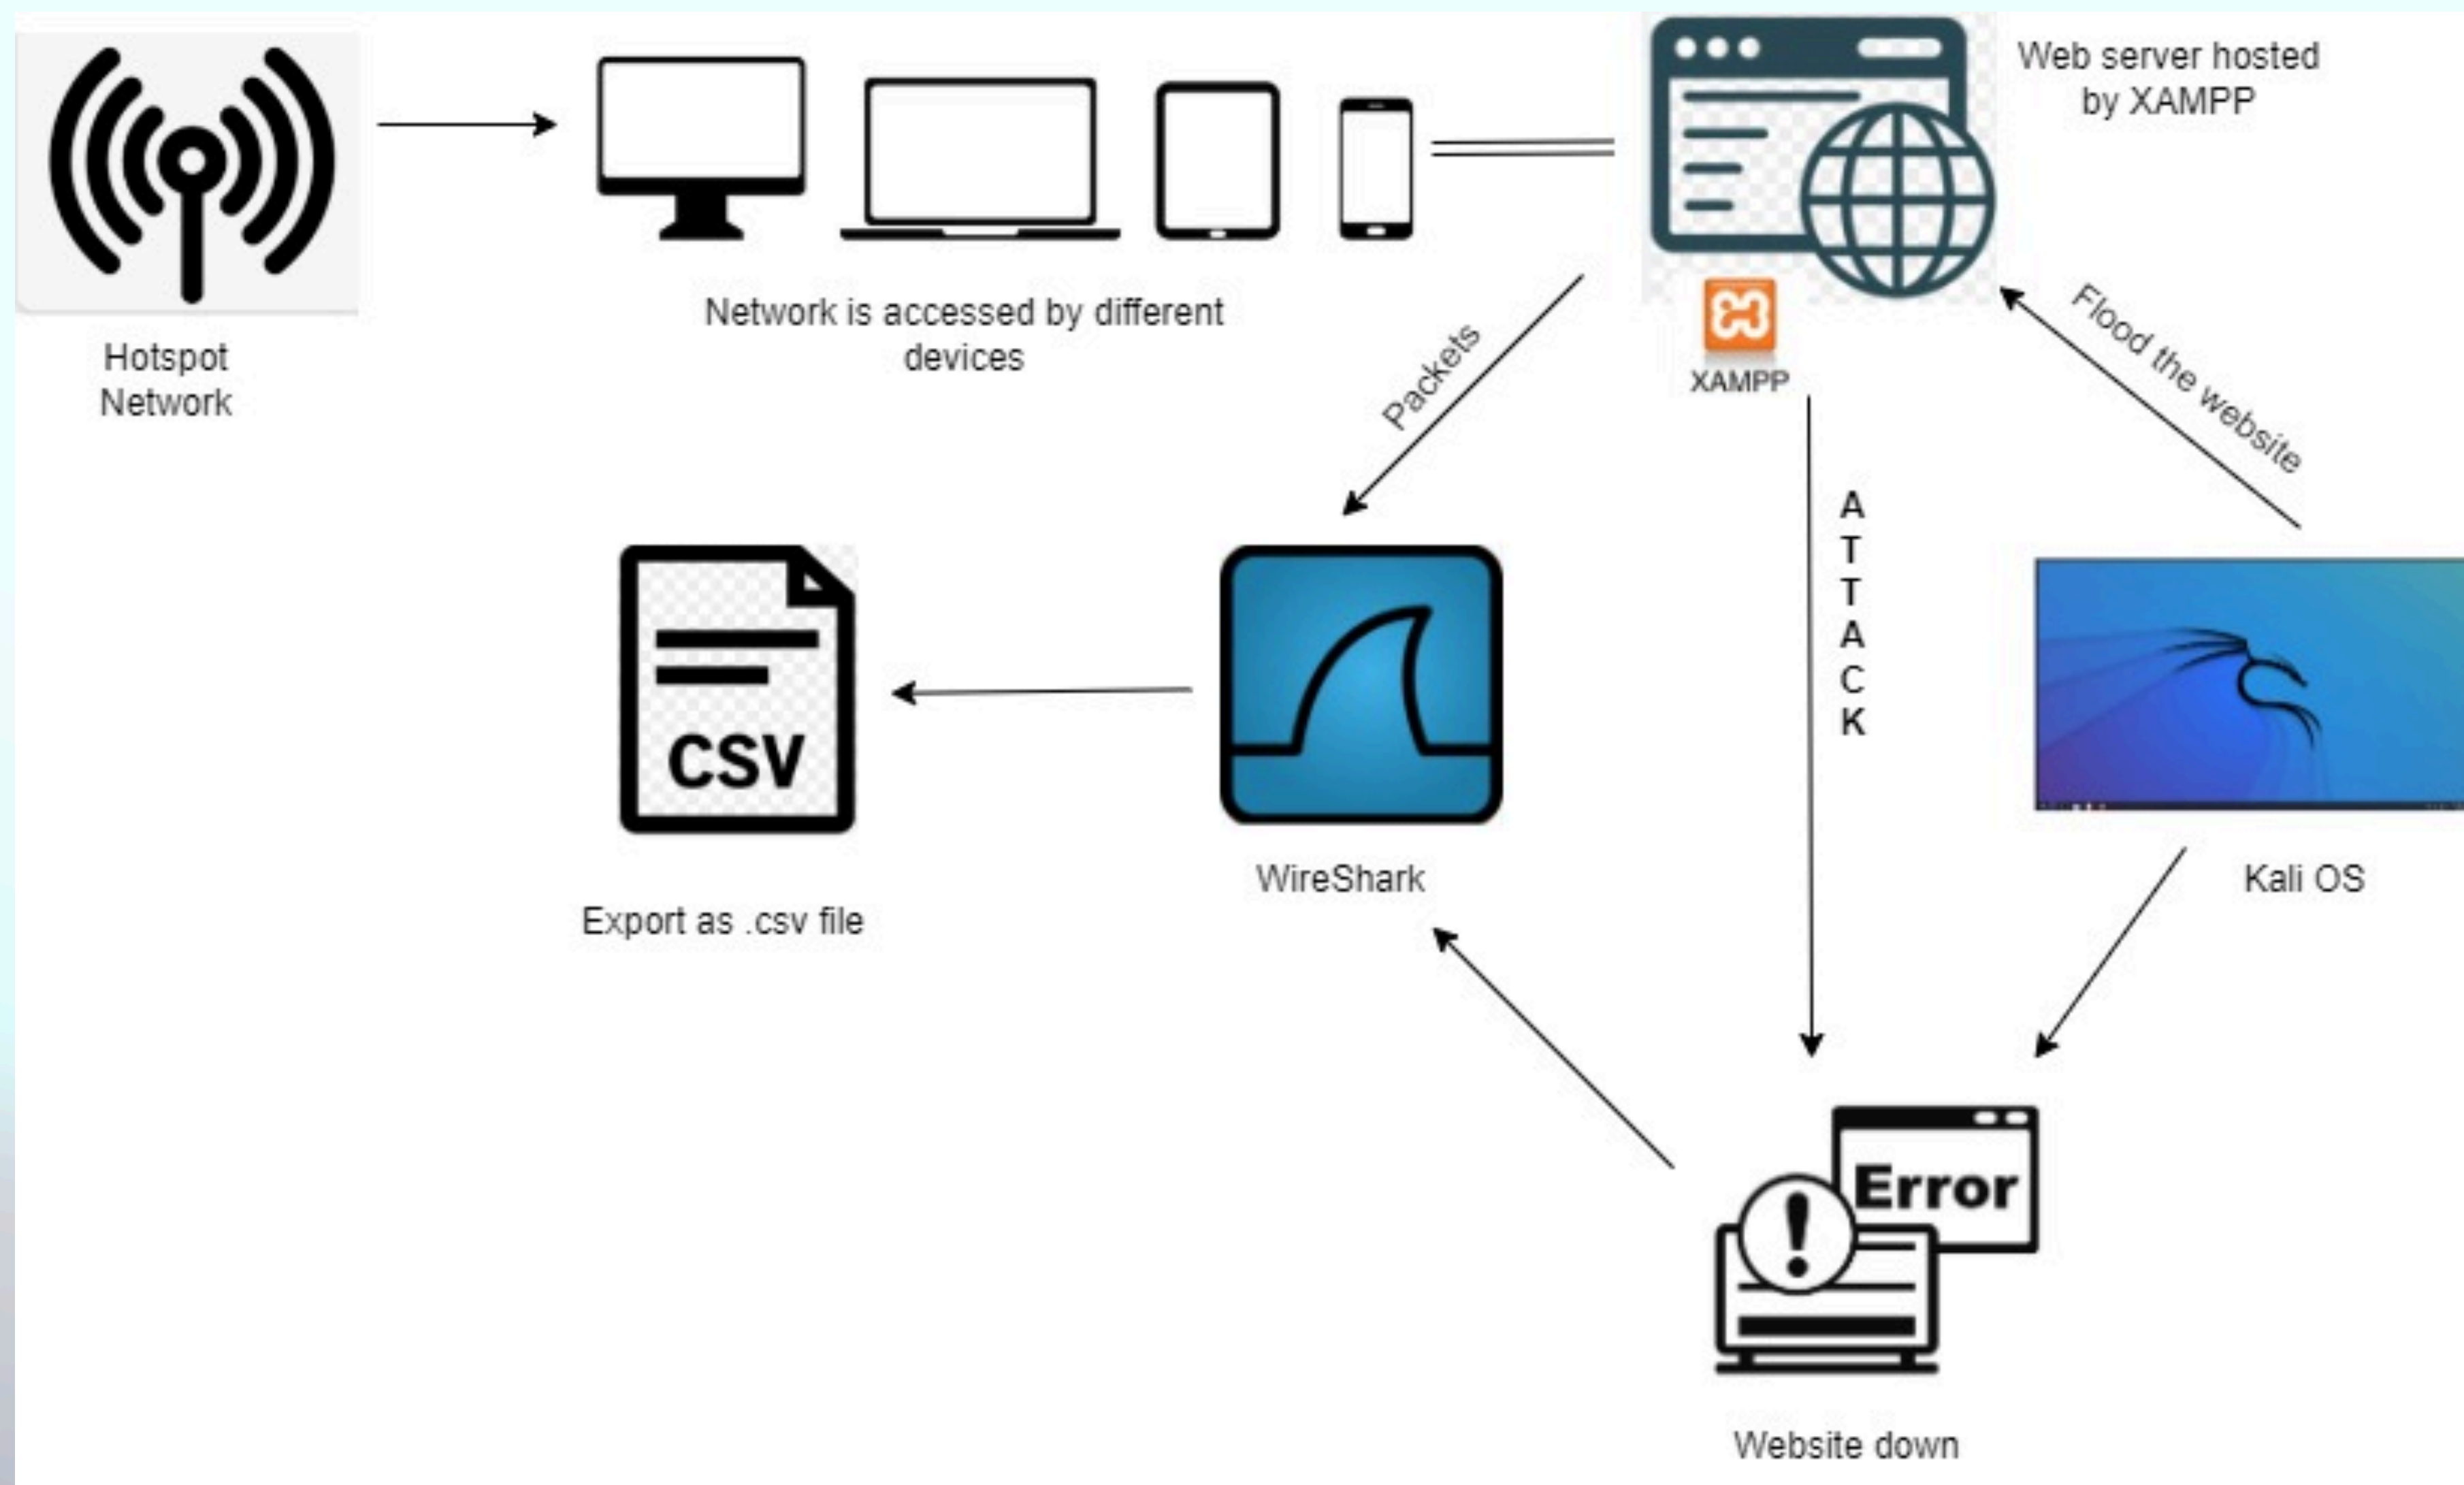 Hotspot
Network
Network is accessed by different
devices
Web server hosted
by XAMPP
XAMPP
Packets
Flood the website
A
T
T
A
C
K
CSV
Export as .csv file
WireShark
Kali OS
Error
!
Website down